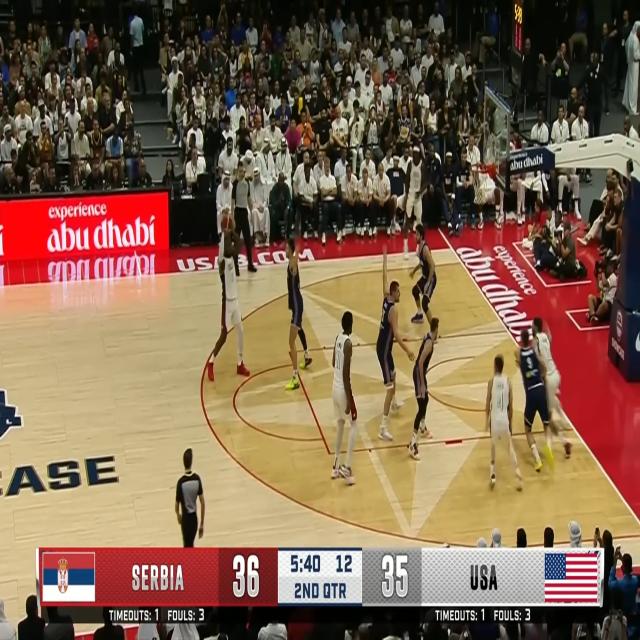 experience
abu dhabi
USAB.COM
abu dhabi
experience
abu dhabi
EASE
SERBIA 36 5:40 12 2ND QTR 35 USA
TIMEOUTS: 1 FOULS: 3 TIMEOUTS: 1 FOULS: 3